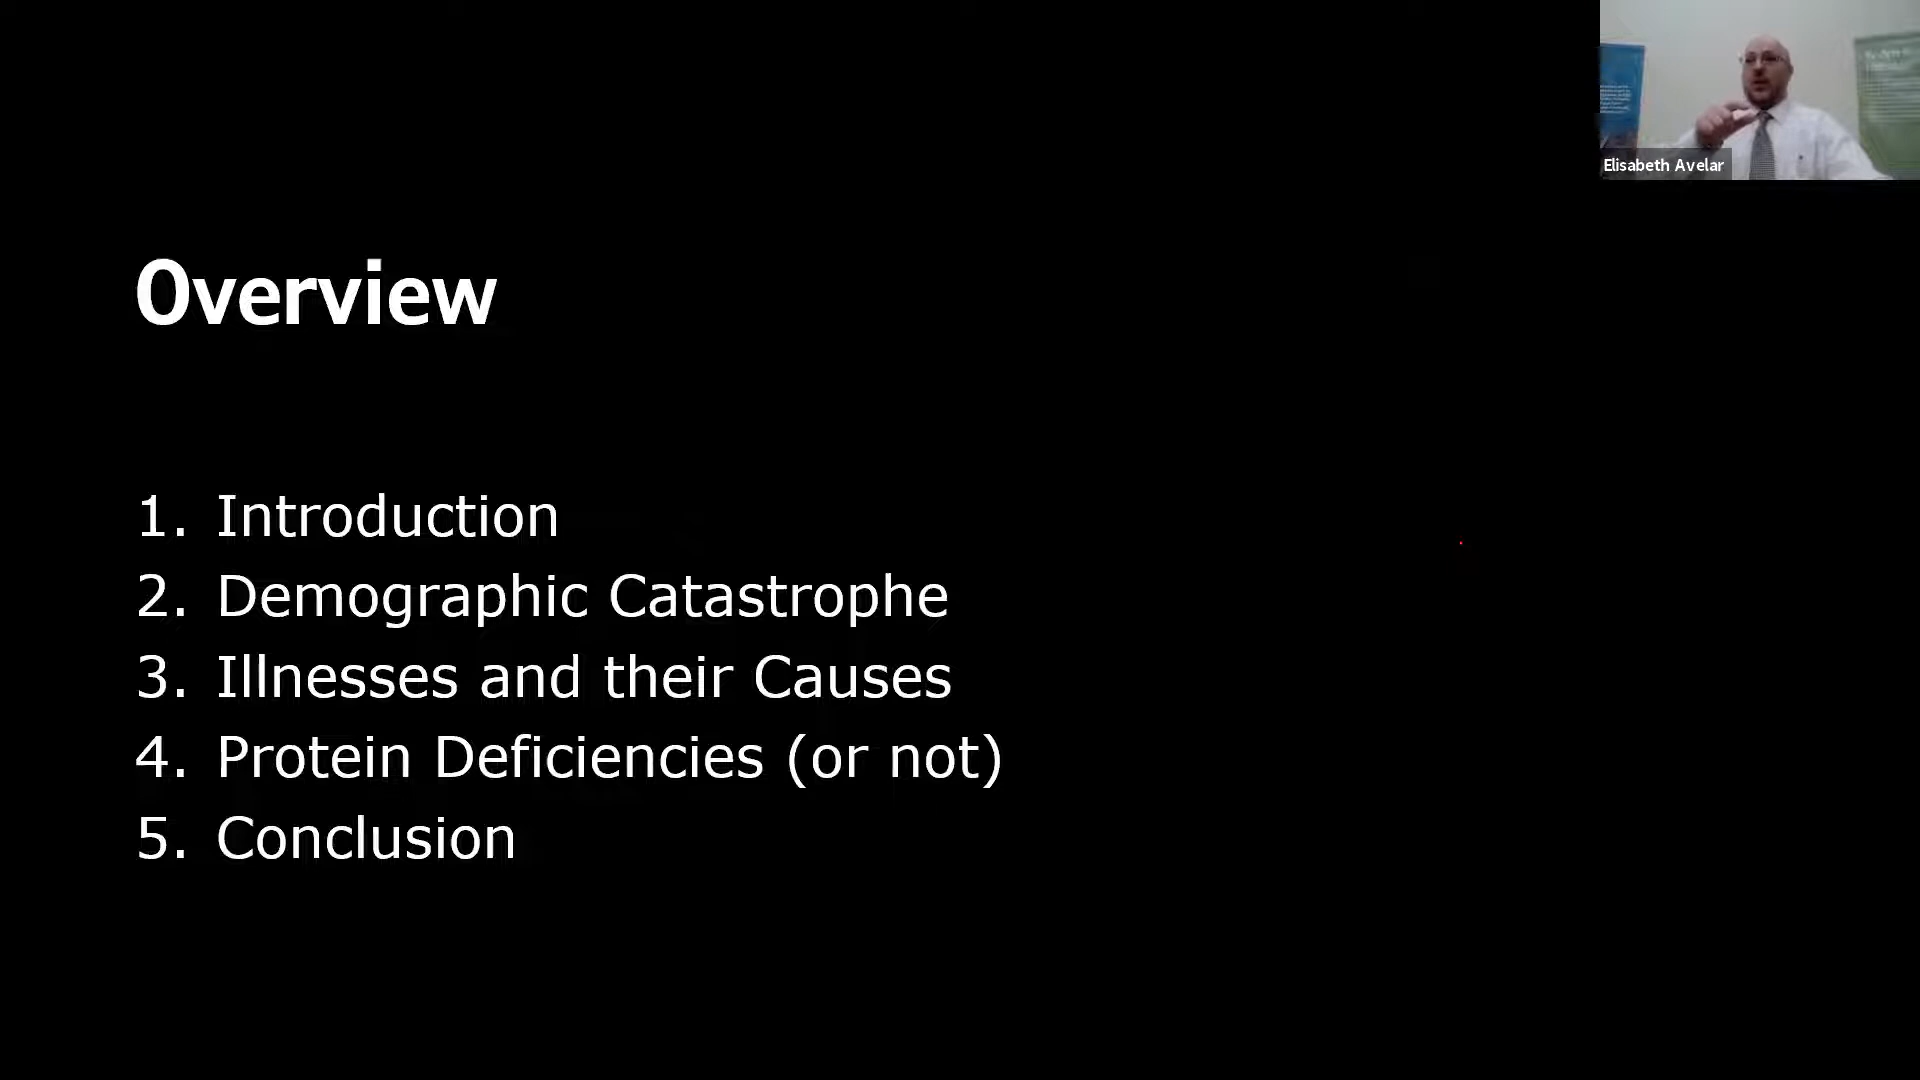 Elisabeth Avelar
Overview
1. Introduction
2. Demographic Catastrophe
3. Illnesses and their Causes
4. Protein Deficiencies (or not)
5. Conclusion